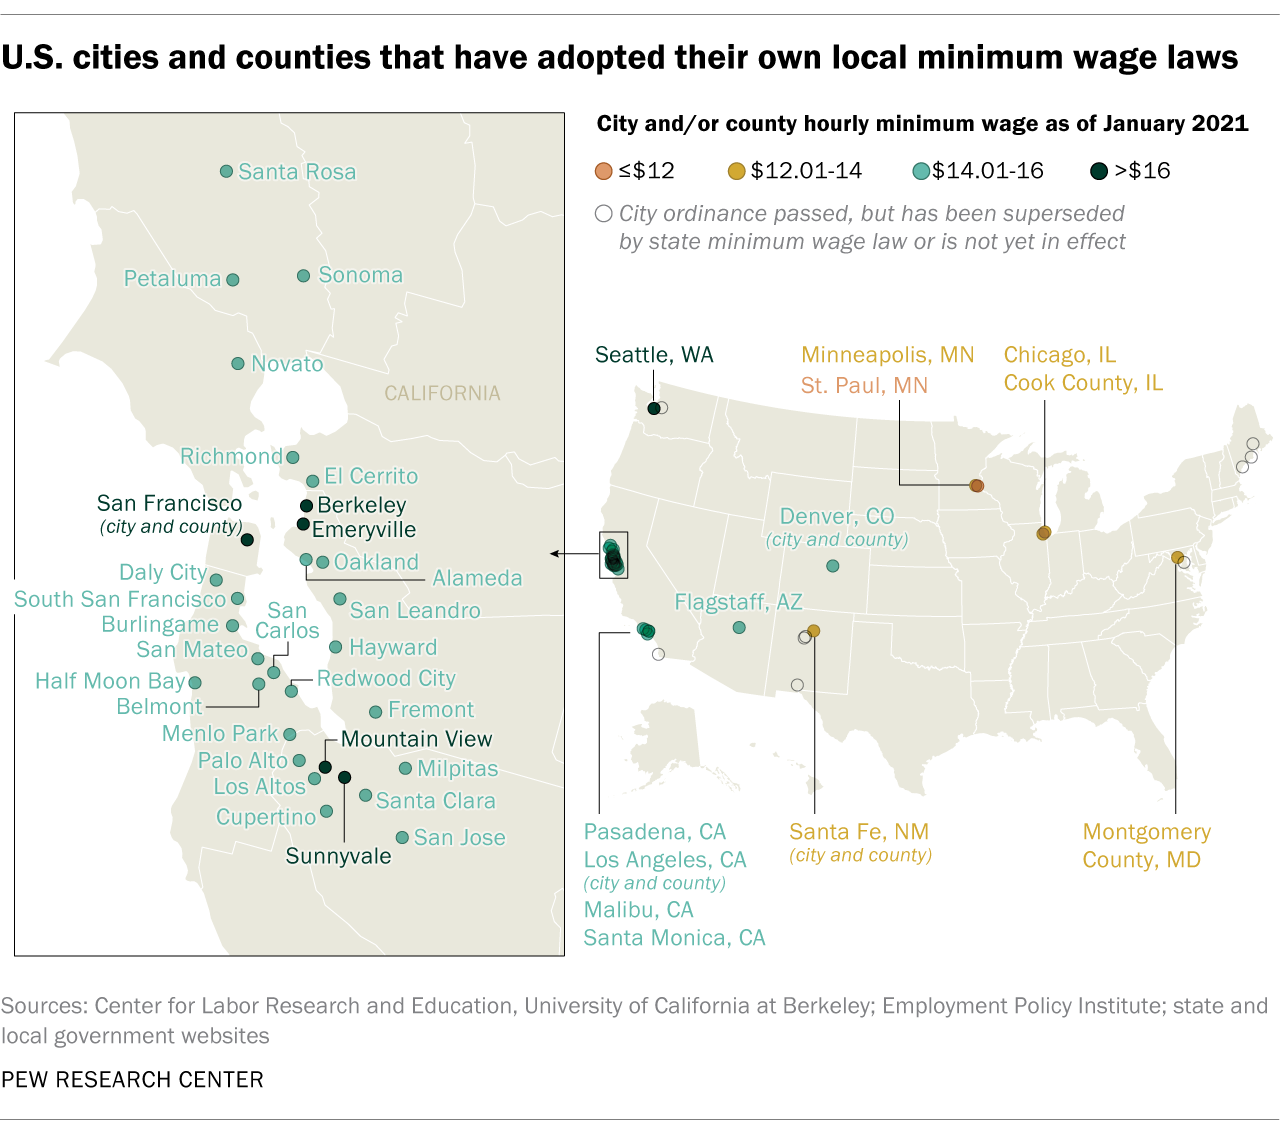 U.S. cities and counties that have adopted their own local minimum wage laws
City and/or county hourly minimum wage as of January 2021
≤$12
$12.01-14
$14.01-16
>$16
City ordinance passed, but has been superseded
by state minimum wage law or is not yet in effect
Santa Rosa
Petaluma
Sonoma
Novato
CALIFORNIA
Richmond
El Cerrito
San Francisco
(city and county)
Berkeley
Emeryville
Oakland
Alameda
Daly City
South San Francisco
San Leandro
Burlingame
San
Carlos
San Mateo
Hayward
Half Moon Bay
Redwood City
Belmont
Fremont
Menlo Park
Mountain View
Palo Alto
Milpitas
Los Altos
Santa Clara
Cupertino
San Jose
Sunnyvale
Seattle, WA
Minneapolis, MN
St. Paul, MN
Chicago, IL
Cook County, IL
Denver, CO
(city and county)
Flagstaff, AZ
Pasadena, CA
Los Angeles, CA
(city and county)
Malibu, CA
Santa Monica, CA
Santa Fe, NM
(city and county)
Montgomery
County, MD
Sources: Center for Labor Research and Education, University of California at Berkeley; Employment Policy Institute; state and
local government websites
PEW RESEARCH CENTER